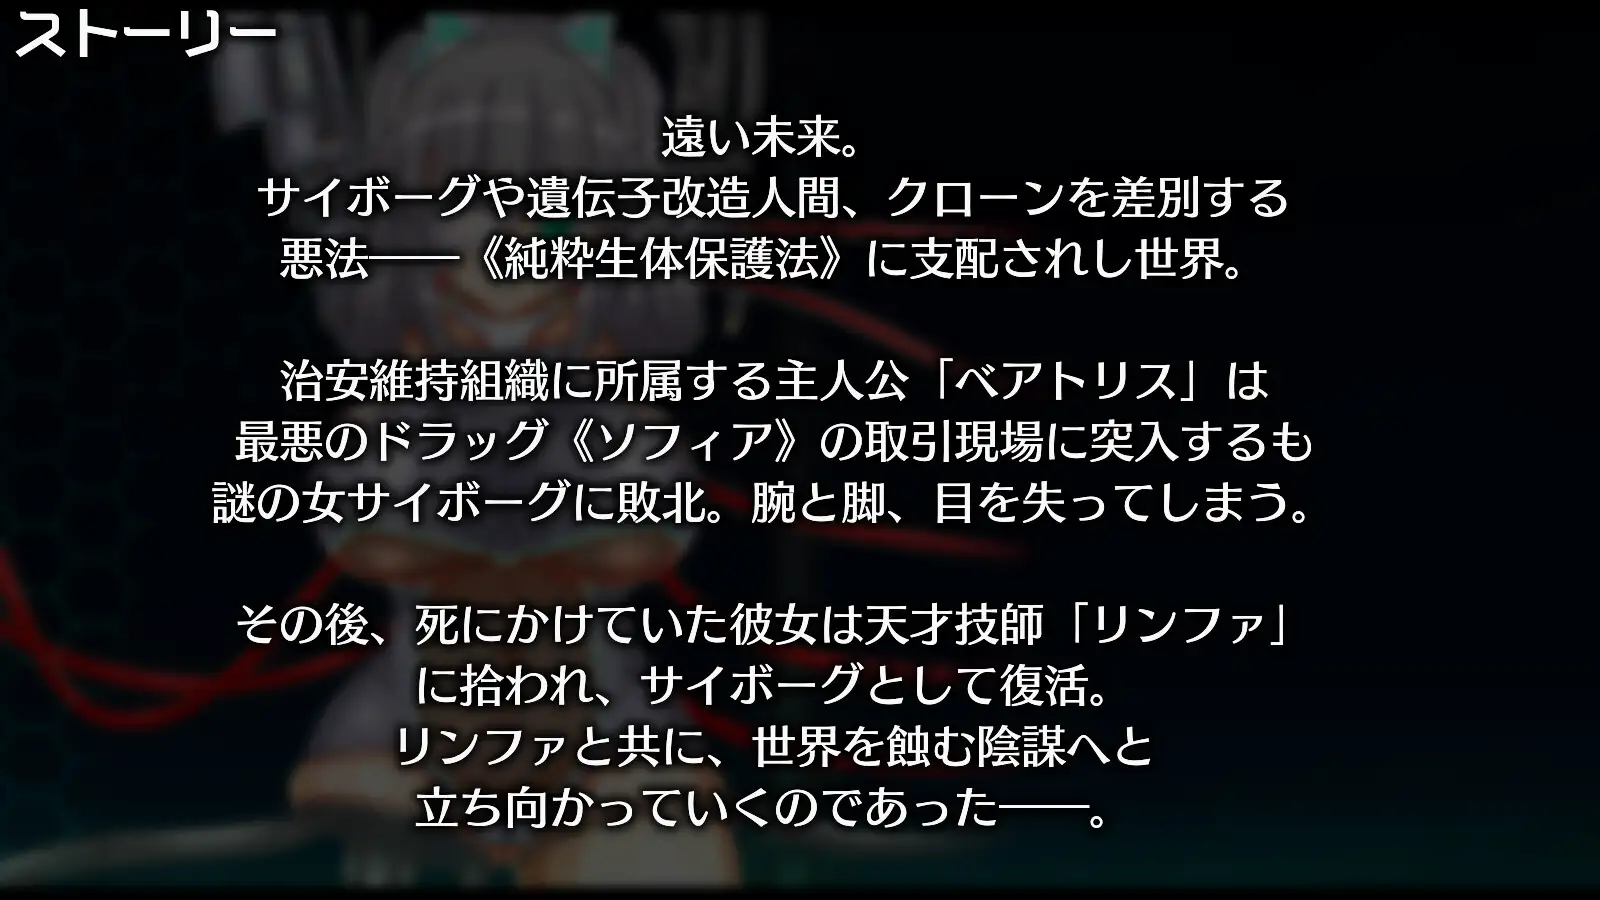 ストーリー
遠い未来。
サイボーグや遺伝子改造人間、クローンを差別する
悪法――《純粋生体保護法》に支配されし世界。
治安維持組織に所属する主人公「ベアトリス」は
最悪のドラッグ《ソフィア》の取引現場に突入するも
謎の女サイボーグに敗北。腕と脚、目を失ってしまう。
その後、死にかけていた彼女は天才技師「リンファ」
に拾われ、サイボーグとして復活。
リンファと共に、世界を蝕む陰謀へと
立ち向かっていくのであった――。